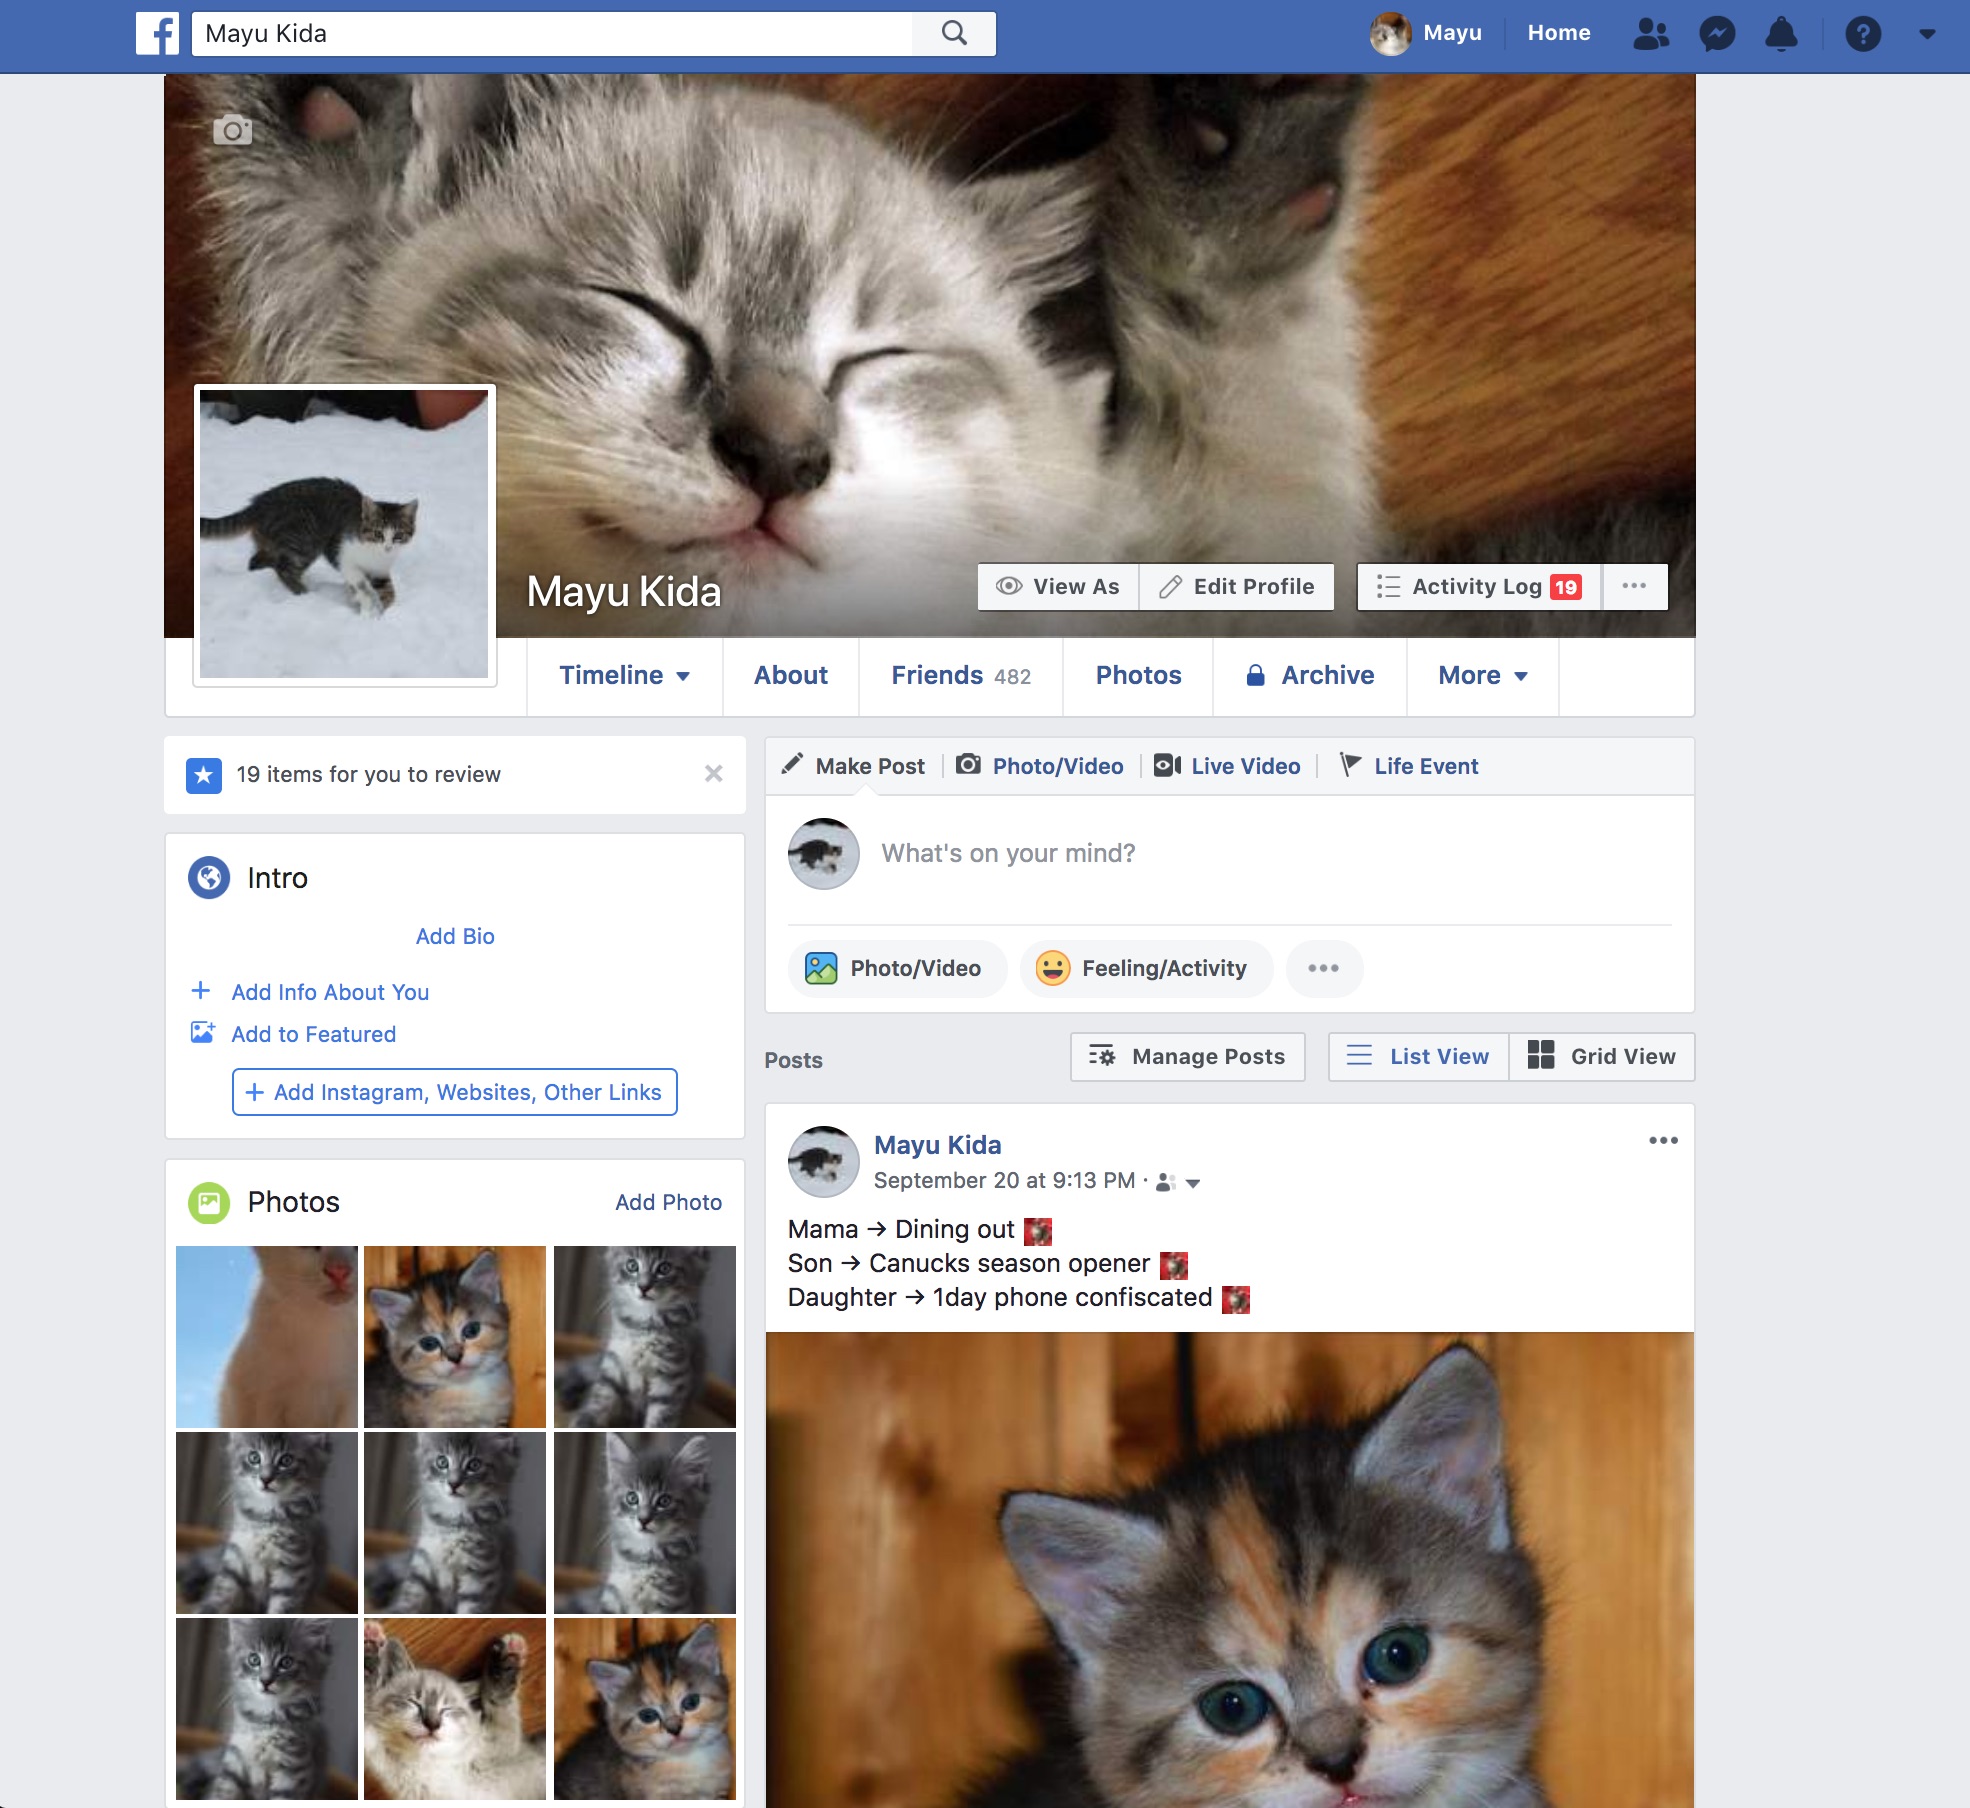 Mayu Kida
Mayu
Home
Mayu Kida
View As
Edit Profile
Activity Log 19
Timeline
About
Friends 482
Photos
Archive
More
19 items for you to review
Intro
Add Bio
+ Add Info About You
Add to Featured
+ Add Instagram, Websites, Other Links
Photos
Add Photo
Make Post
Photo/Video
Live Video
Life Event
What's on your mind?
Photo/Video
Feeling/Activity
Posts
Manage Posts
List View
Grid View
Mayu Kida
September 20 at 9:13 PM ·
Mama → Dining out
Son → Canucks season opener
Daughter → 1day phone confiscated